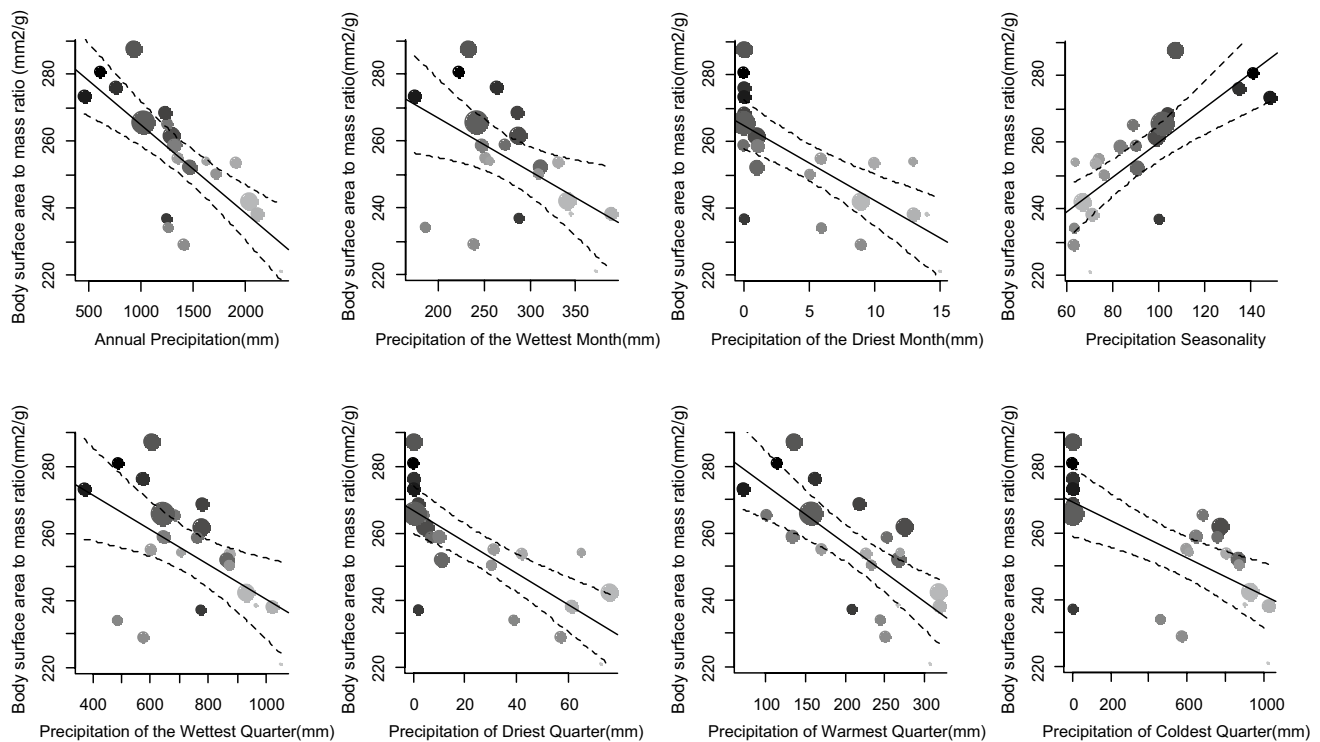 Body surface area to mass ratio (mm2/g)
220 240 260 280
500 1000 1500 2000
Annual Precipitation(mm)
Body surface area to mass ratio(mm2/g)
220 240 260 280
200 250 300 350
Precipitation of the Wettest Month(mm)
Body surface area to mass ratio(mm2/g)
220 240 260 280
0 5 10 15
Precipitation of the Driest Month(mm)
Body surface area to mass ratio(mm2/g)
220 240 260 280
60 80 100 120 140
Precipitation Seasonality
Body surface area to mass ratio(mm2/g)
220 240 260 280
400 600 800 1000
Precipitation of the Wettest Quarter(mm)
Body surface area to mass ratio(mm2/g)
220 240 260 280
0 20 40 60
Precipitation of Driest Quarter(mm)
Body surface area to mass ratio(mm2/g)
220 240 260 280
100 150 200 250 300
Precipitation of Warmest Quarter(mm)
Body surface area to mass ratio(mm2/g)
220 240 260 280
0 200 600 1000
Precipitation of Coldest Quarter(mm)